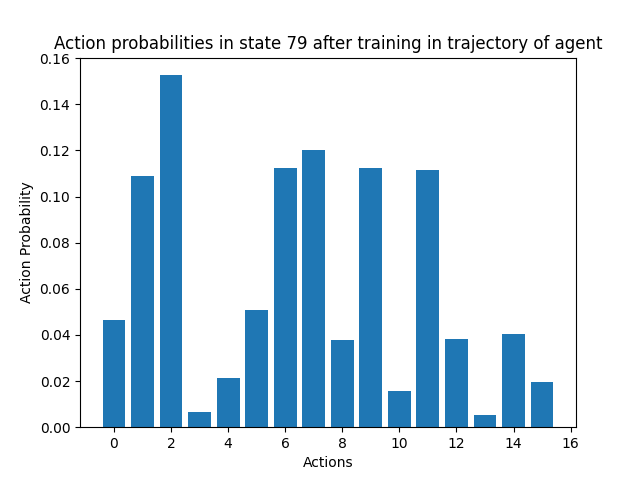 Action probabilities in state 79 after training in trajectory of agent
0.16
0.14
0.12
0.10
0.08
0.06
0.04
0.02
0.00
Action Probability
0 2 4 6 8 10 12 14 16
Actions